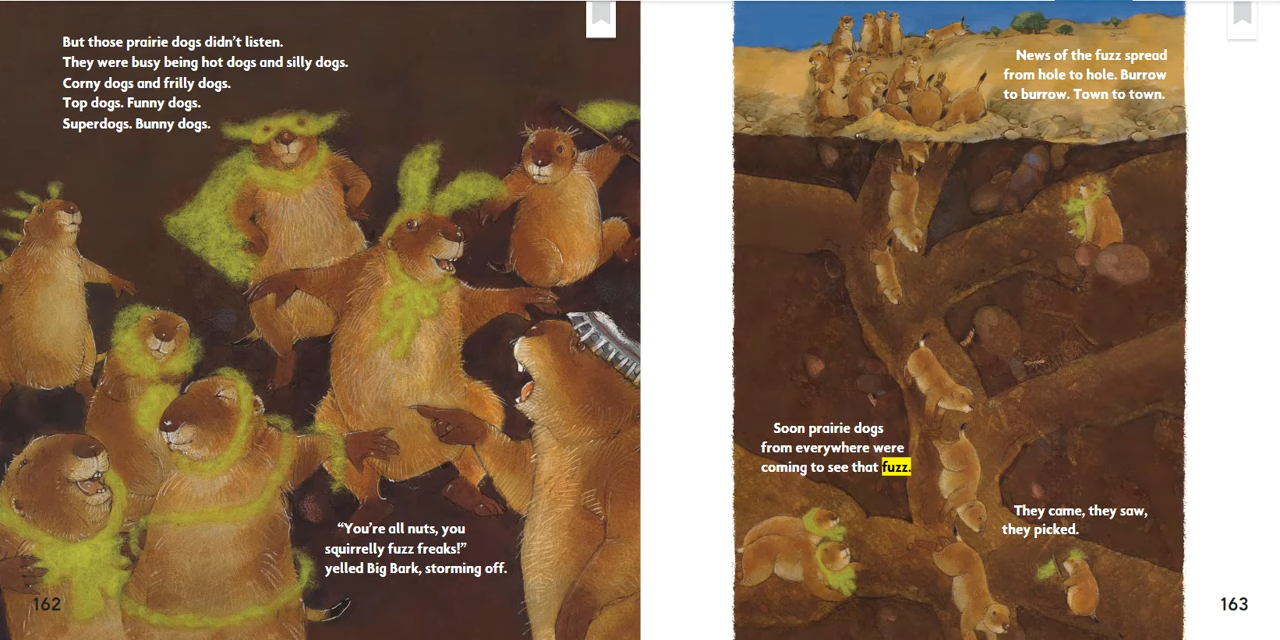 But those prairie dogs didn’t listen.
They were busy being hot dogs and silly dogs.
Corny dogs and frilly dogs.
Top dogs. Funny dogs.
Superdogs. Bunny dogs.
“You’re all nuts, you
squirrelly fuzz freaks!”
yelled Big Bark, storming off.
162
News of the fuzz spread
from hole to hole. Burrow
to burrow. Town to town.
Soon prairie dogs
from everywhere were
coming to see that fuzz.
They came, they saw,
they picked.
163